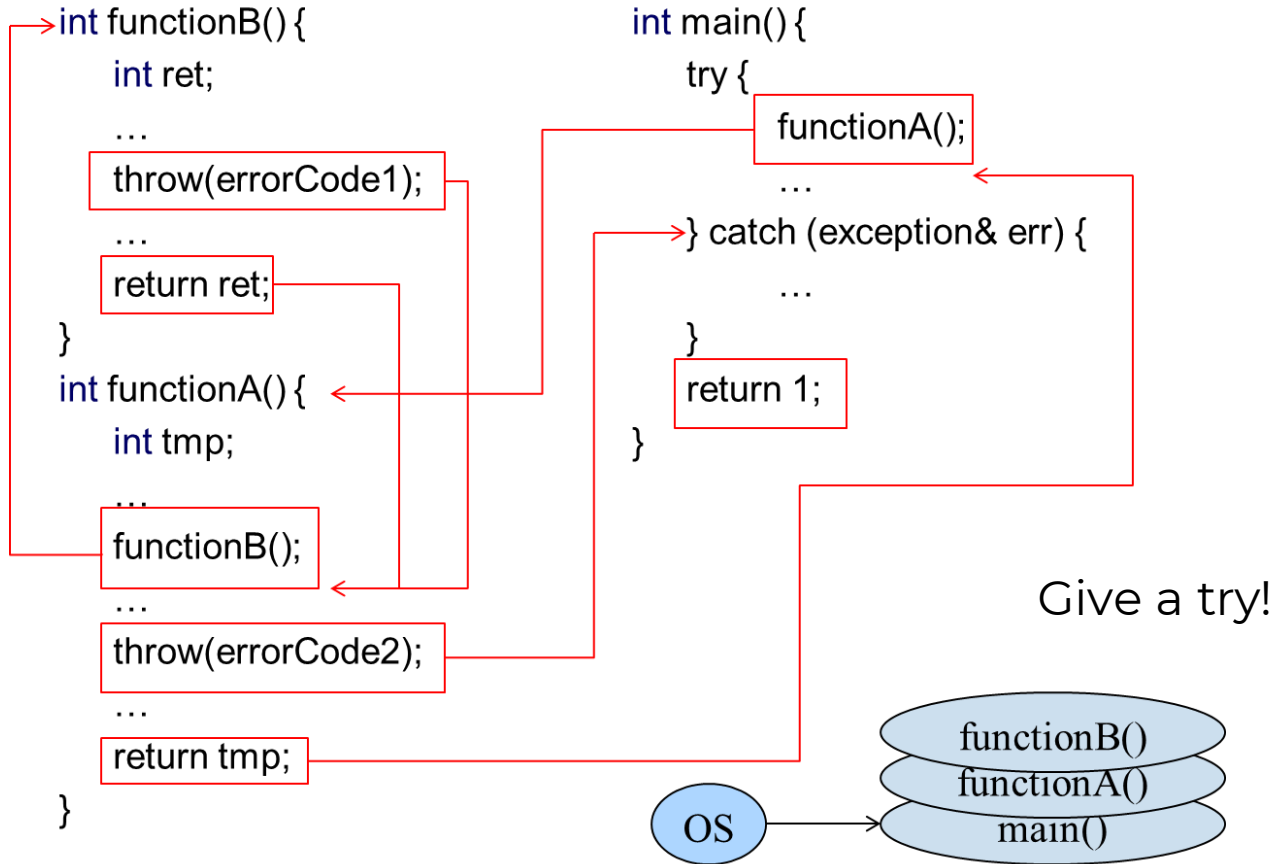 int functionB() {
int ret;
…
throw(errorCode1);
…
return ret;
}
int functionA() {
int tmp;
…
functionB();
…
throw(errorCode2);
…
return tmp;
}
int main() {
try {
functionA();
…
} catch (exception& err) {
…
}
return 1;
}
Give a try!
functionB()
functionA()
main()
OS